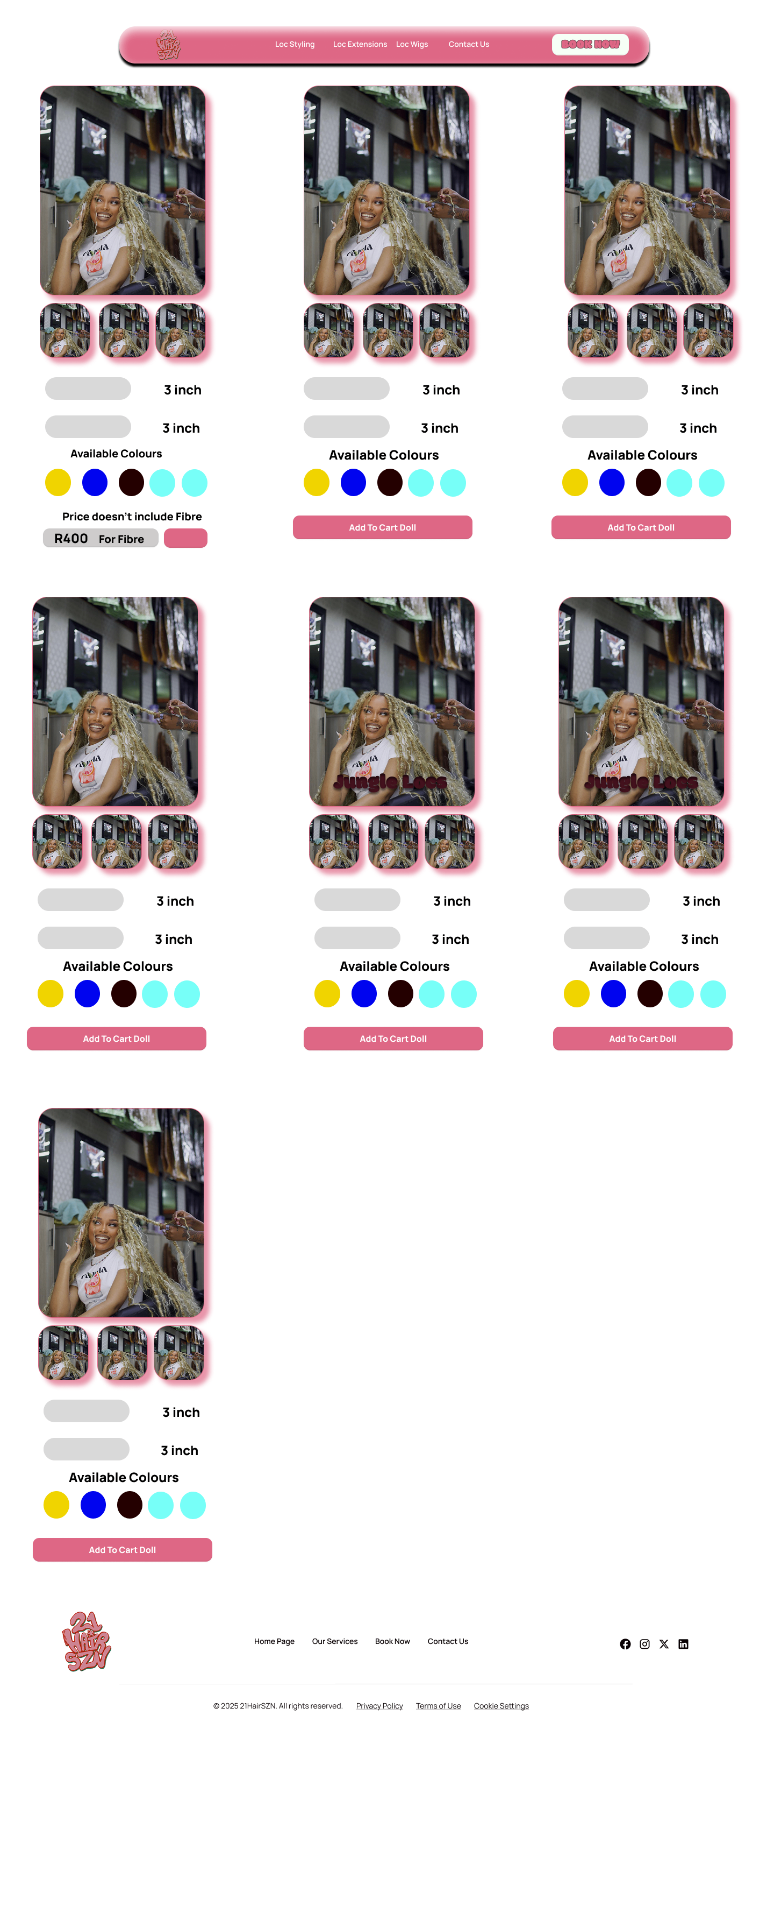 21
HAIR
SZN
Loc Styling
Loc Extensions
Loc Wigs
Contact Us
BOOK NOW
3 inch
3 inch
Available Colours
Price doesn't include Fibre
R400 For Fibre
3 inch
3 inch
Available Colours
Add To Cart Doll
3 inch
3 inch
Available Colours
Add To Cart Doll
3 inch
3 inch
Available Colours
Add To Cart Doll
Jungle Locs
3 inch
3 inch
Available Colours
Add To Cart Doll
Jungle Locs
3 inch
3 inch
Available Colours
Add To Cart Doll
3 inch
3 inch
Available Colours
Add To Cart Doll
21
HAIR
SZN
Home Page
Our Services
Book Now
Contact Us
© 2025 21HairSZN. All rights reserved.
Privacy Policy
Terms of Use
Cookie Settings